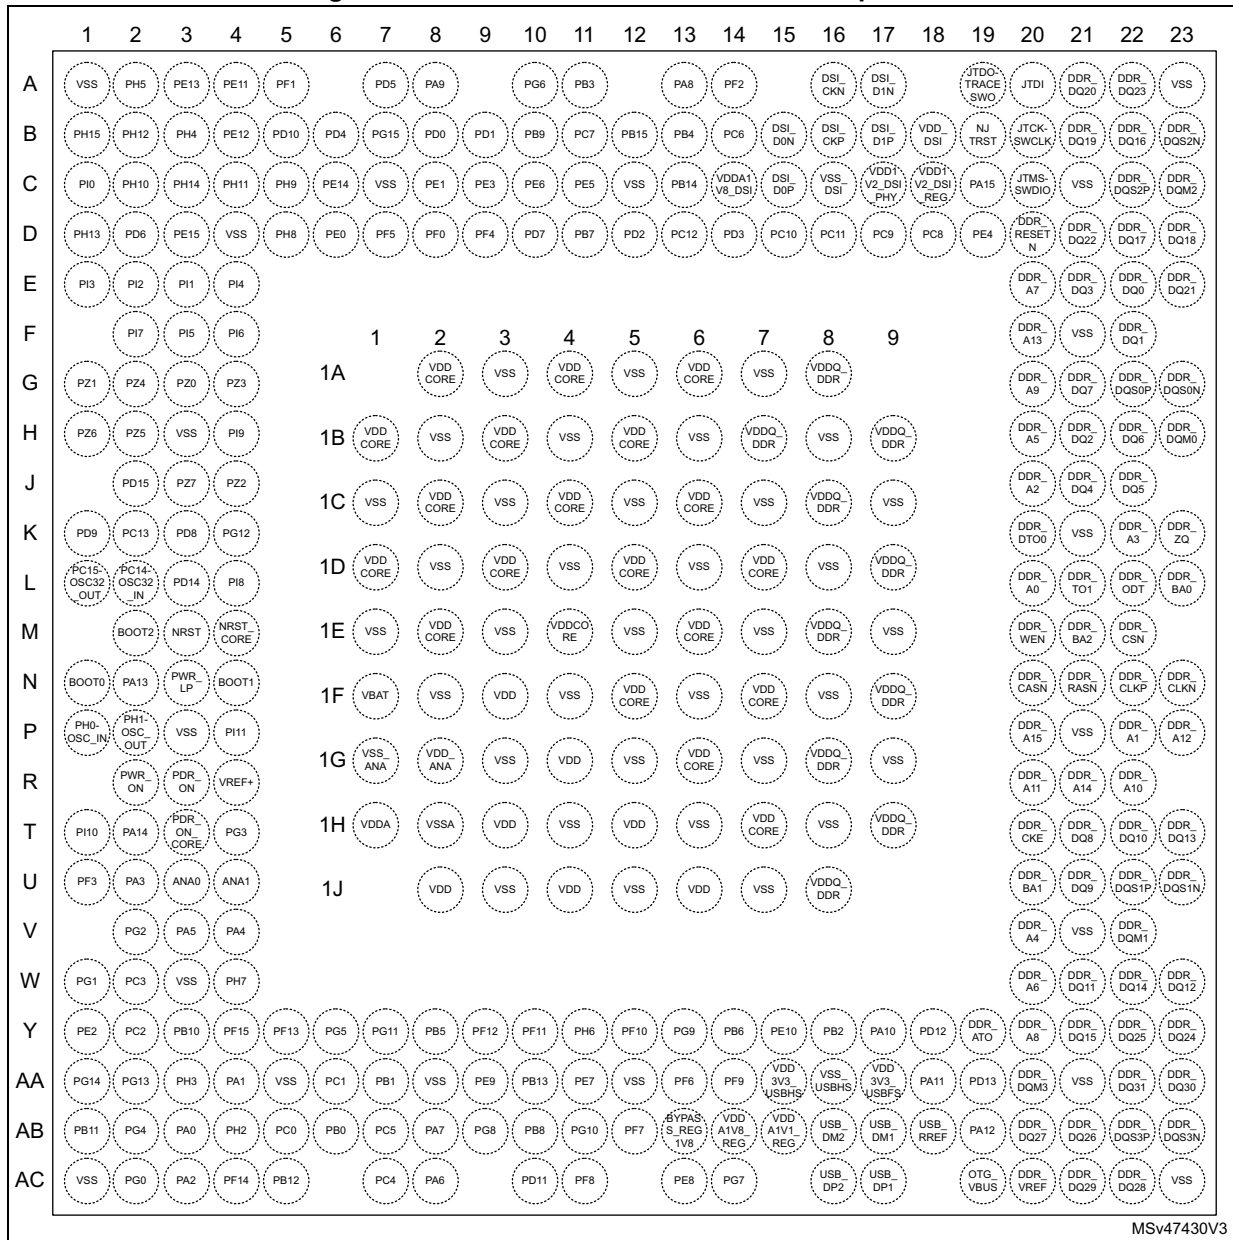 1 2 3 4 5 6 7 8 9 10 11 12 13 14 15 16 17 18 19 20 21 22 23
A VSS PH5 PE13 PE11 PF1 PD5 PA9 PG6 PB3 PA8 PF2 DSI_CKN DSI_D1N JTDO-TRACESWO JTDI DDR_DQ20 DDR_DQ23 VSS
B PH15 PH12 PH4 PE12 PD10 PD4 PG15 PD0 PD1 PB9 PC7 PB15 PB4 PC6 DSI_D0N DSI_CKP DSI_D1P VDD_DSI NJTRST JTCK-SWCLK DDR_DQ19 DDR_DQ16 DDR_DQS2N
C PI0 PH10 PH14 PH11 PH9 PE14 VSS PE1 PE3 PE6 PE5 VSS PB14 VDDA1V8_DSI DSI_D0P VSS_DSI VDD1V2_DSI_PHY VDD1V2_DSI_REG PA15 JTMS-SWDIO VSS DDR_DQS2P DDR_DQM2
D PH13 PD6 PE15 VSS PH8 PE0 PF5 PF0 PF4 PD7 PB7 PD2 PC12 PD3 PC10 PC11 PC9 PC8 PE4 DDR_RESETN DDR_DQ22 DDR_DQ17 DDR_DQ18
E PI3 PI2 PI1 PI4 DDR_A7 DDR_DQ3 DDR_DQ0 DDR_DQ21
F PI7 PI5 PI6 DDR_A13 VSS DDR_DQ1
1 2 3 4 5 6 7 8 9
1A VDDCORE VSS VDDCORE VSS VDDCORE VSS VDDQ_DDR
G PZ1 PZ4 PZ0 PZ3 DDR_A9 DDR_DQ7 DDR_DQS0P DDR_DQS0N
H PZ6 PZ5 VSS PI9 DDR_A5 DDR_DQ2 DDR_DQ6 DDR_DQM0
1B VDDCORE VSS VDDCORE VSS VDDCORE VSS VDDQ_DDR VSS VDDQ_DDR
J PD15 PZ7 PZ2 DDR_A2 DDR_DQ4 DDR_DQ5
1C VSS VDDCORE VSS VDDCORE VSS VDDCORE VSS VDDQ_DDR VSS
K PD9 PC13 PD8 PG12 DDR_DTO0 VSS DDR_A3 DDR_ZQ
1D VDDCORE VSS VDDCORE VSS VDDCORE VSS VDDCORE VSS VDDQ_DDR
L PC15-OSC32_OUT PC14-OSC32_IN PD14 PI8 DDR_A0 DDR_TO1 DDR_ODT DDR_BA0
M BOOT2 NRST NRST_CORE DDR_WEN DDR_BA2 DDR_CSN
1E VSS VDDCORE VSS VDDCORE VSS VDDCORE VSS VDDQ_DDR VSS
N BOOT0 PA13 PWR_LP BOOT1 DDR_CASN DDR_RASN DDR_CLKP DDR_CLKN
1F VBAT VSS VDD VSS VDDCORE VSS VDDCORE VSS VDDQ_DDR
P PH0-OSC_IN PH1-OSC_OUT VSS PI11 DDR_A15 VSS DDR_A1 DDR_A12
1G VSS_ANA VDD_ANA VSS VDD VSS VDDCORE VSS VDDQ_DDR VSS
R PWR_ON PDR_ON VREF+ DDR_A11 DDR_A14 DDR_A10
1H VDDA VSSA VDD VSS VDD VSS VDDCORE VSS VDDQ_DDR
T PI10 PA14 PDR_ON_CORE PG3 DDR_CKE DDR_DQ8 DDR_DQ10 DDR_DQ13
U PF3 PA3 ANA0 ANA1 DDR_BA1 DDR_DQ9 DDR_DQS1P DDR_DQS1N
1J VDD VSS VDD VSS VDD VSS VDDQ_DDR
V PG2 PA5 PA4 DDR_A4 VSS DDR_DQM1
W PG1 PC3 VSS PH7 DDR_A6 DDR_DQ11 DDR_DQ14 DDR_DQ12
Y PE2 PC2 PB10 PF15 PF13 PG5 PG11 PB5 PF12 PF11 PH6 PF10 PG9 PB6 PE10 PB2 PA10 PD12 DDR_ATO DDR_A8 DDR_DQ15 DDR_DQ25 DDR_DQ24
AA PG14 PG13 PH3 PA1 VSS PC1 PB1 VSS PE9 PB13 PE7 VSS PF6 PF9 VDD3V3_USBHS VSS_USBHS VDD3V3_USBFS PA11 PD13 DDR_DQM3 VSS DDR_DQ31 DDR_DQ30
AB PB11 PG4 PA0 PH2 PC0 PB0 PC5 PA7 PG8 PB8 PG10 PF7 BYPASS_REG1V8 VDDA1V8_REG VDDA1V1_REG USB_DM2 USB_DM1 USB_RREF PA12 DDR_DQ27 DDR_DQ26 DDR_DQS3P DDR_DQS3N
AC VSS PG0 PA2 PF14 PB12 PC4 PA6 PD11 PF8 PE8 PG7 USB_DP2 USB_DP1 OTG_VBUS DDR_VREF DDR_DQ29 DDR_DQ28 VSS
MSv47430V3